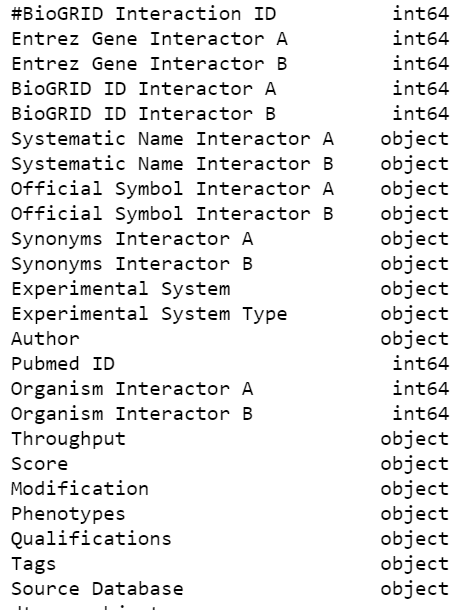 #BioGRID Interaction ID int64
Entrez Gene Interactor A int64
Entrez Gene Interactor B int64
BioGRID ID Interactor A int64
BioGRID ID Interactor B int64
Systematic Name Interactor A object
Systematic Name Interactor B object
Official Symbol Interactor A object
Official Symbol Interactor B object
Synonyms Interactor A object
Synonyms Interactor B object
Experimental System object
Experimental System Type object
Author object
Pubmed ID int64
Organism Interactor A int64
Organism Interactor B int64
Throughput object
Score object
Modification object
Phenotypes object
Qualifications object
Tags object
Source Database object